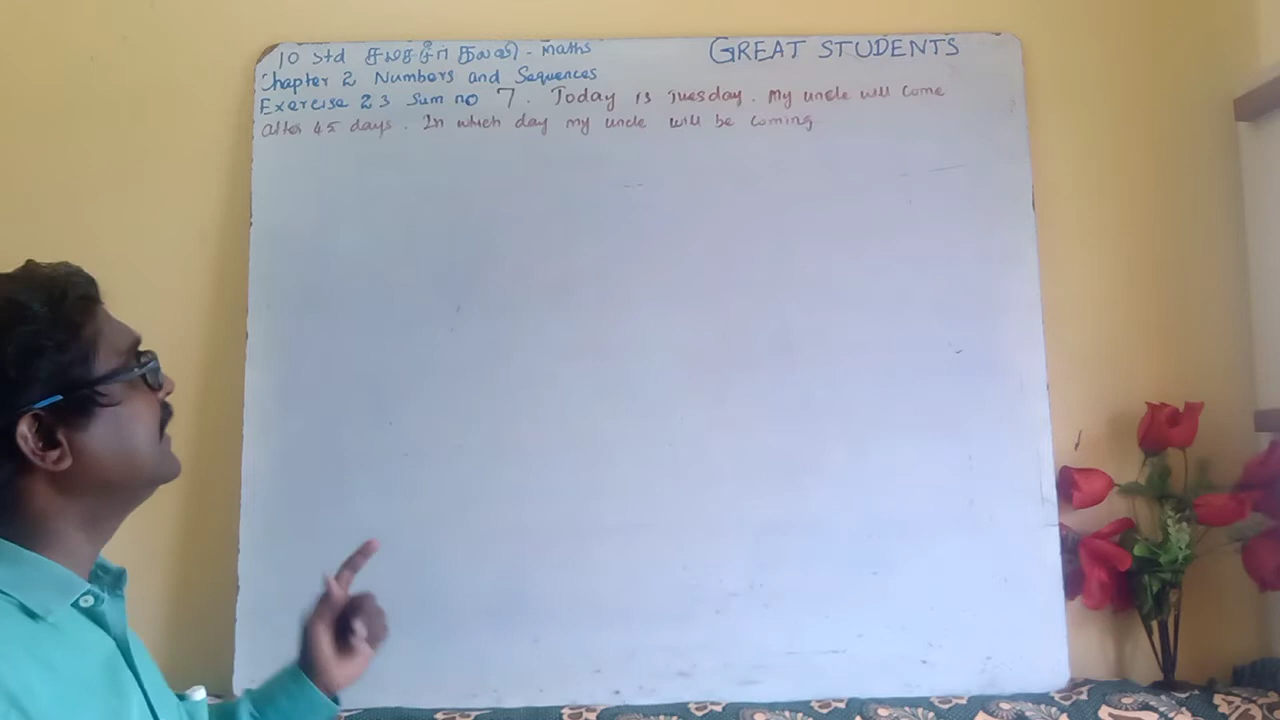 10 Std சமச்சீர் கல்வி - Maths
GREAT STUDENTS
Chapter 2 Numbers and Sequences
Exercise 2 3 Sum no 7. Today is Tuesday. My uncle will come
after 45 days. In which day my uncle will be coming